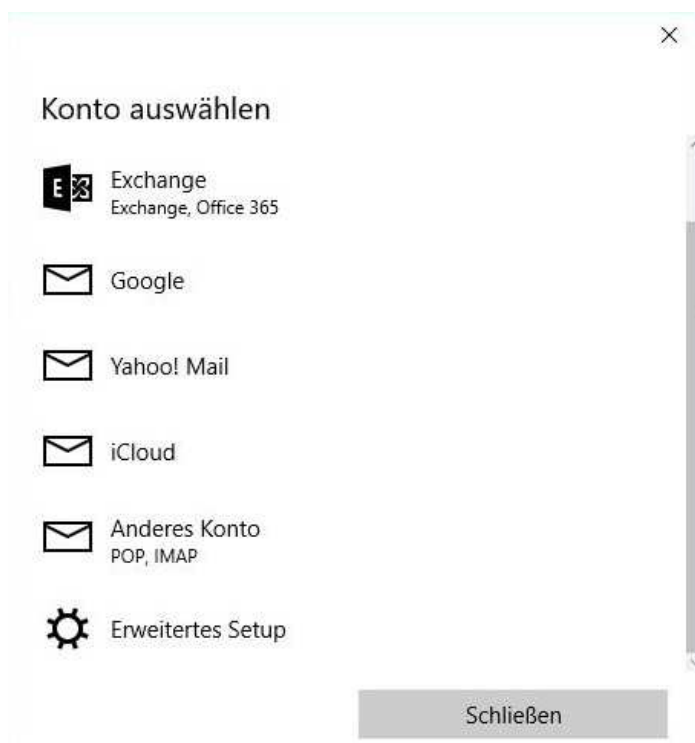 Konto auswählen
Exchange
Exchange, Office 365
Google
Yahoo! Mail
iCloud
Anderes Konto
POP, IMAP
Erweitertes Setup
Schließen